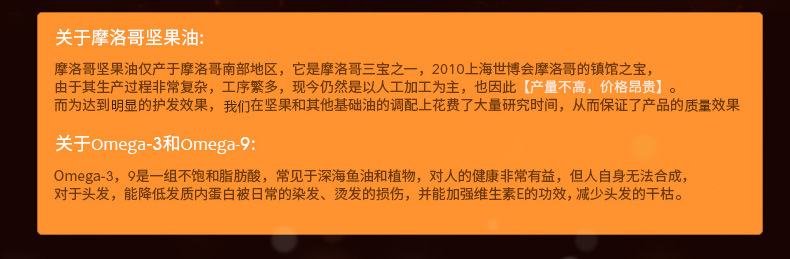 关于摩洛哥坚果油:
摩洛哥坚果油仅产于摩洛哥南部地区，它是摩洛哥三宝之一，2010上海世博会摩洛哥的镇馆之宝，
由于其生产过程非常复杂，工序繁多，现今仍然是以人工加工为主，也因此【产量不高，价格昂贵】。
而为达到明显的护发效果，我们在坚果和其他基础油的调配上花费了大量研究时间，从而保证了产品的质量效果
关于Omega-3和Omega-9:
Omega-3，9是一组不饱和脂肪酸，常见于深海鱼油和植物，对人的健康非常有益，但人自身无法合成，
对于头发，能降低发质内蛋白被日常的染发、烫发的损伤，并能加强维生素E的功效,减少头发的干枯。